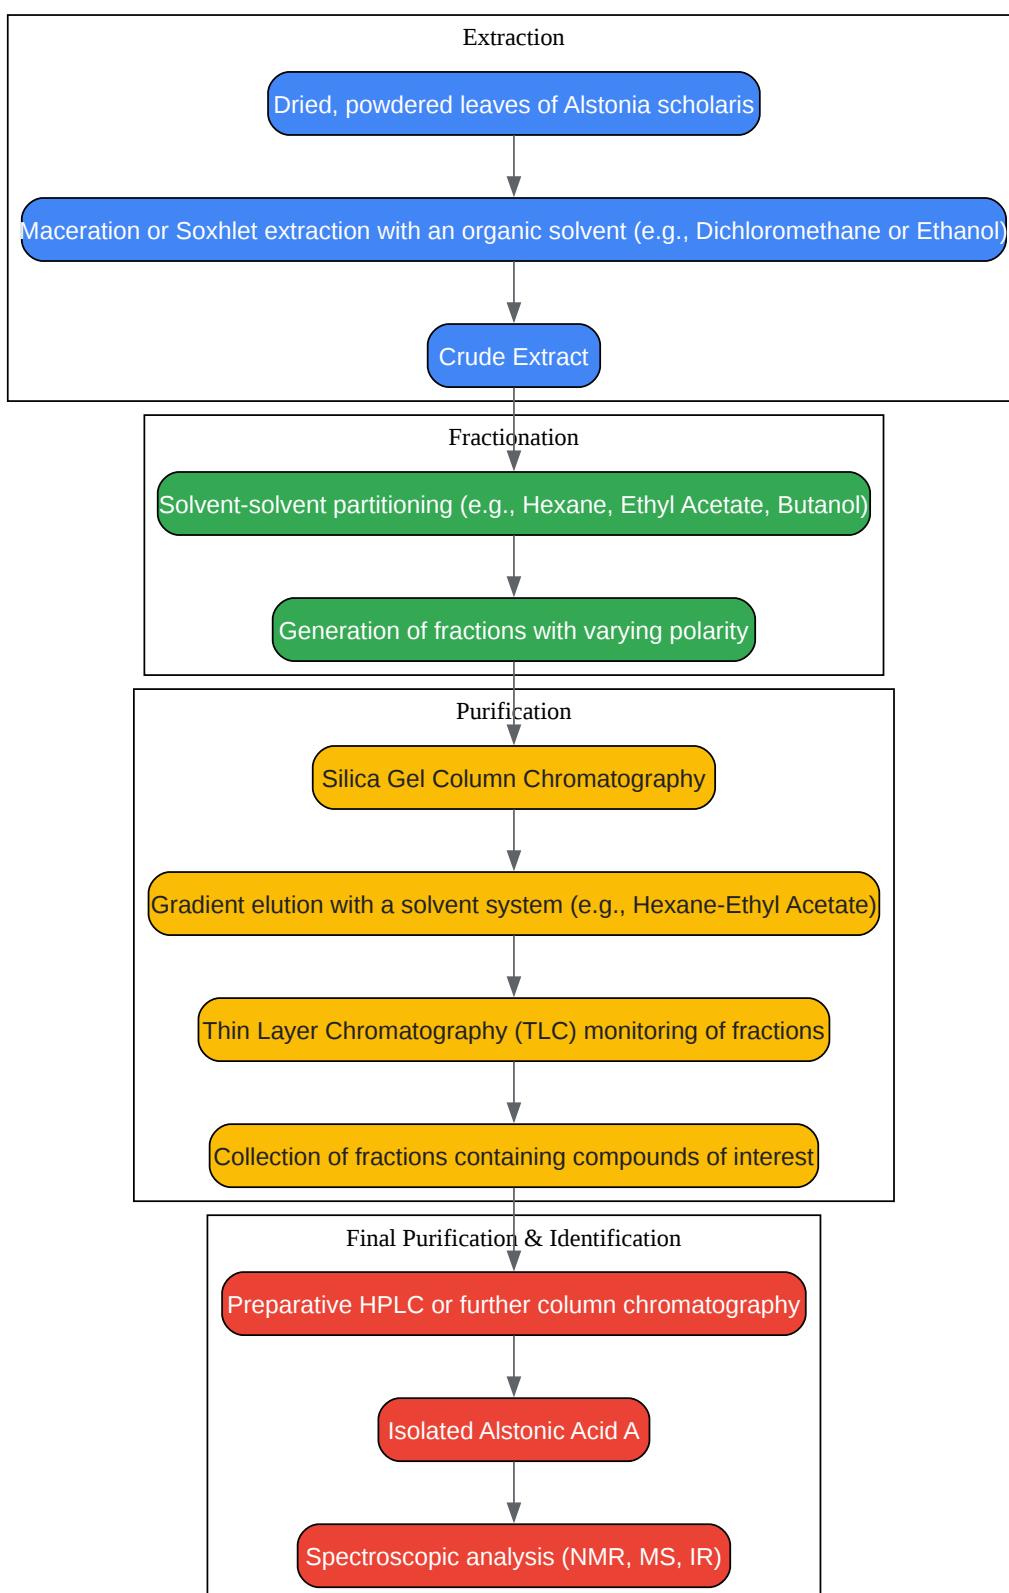 Extraction
Dried, powdered leaves of Alstonia scholaris
Maceration or Soxhlet extraction with an organic solvent (e.g., Dichloromethane or Ethanol)
Crude Extract
Fractionation
Solvent-solvent partitioning (e.g., Hexane, Ethyl Acetate, Butanol)
Generation of fractions with varying polarity
Purification
Silica Gel Column Chromatography
Gradient elution with a solvent system (e.g., Hexane-Ethyl Acetate)
Thin Layer Chromatography (TLC) monitoring of fractions
Collection of fractions containing compounds of interest
Final Purification & Identification
Preparative HPLC or further column chromatography
Isolated Alstonic Acid A
Spectroscopic analysis (NMR, MS, IR)